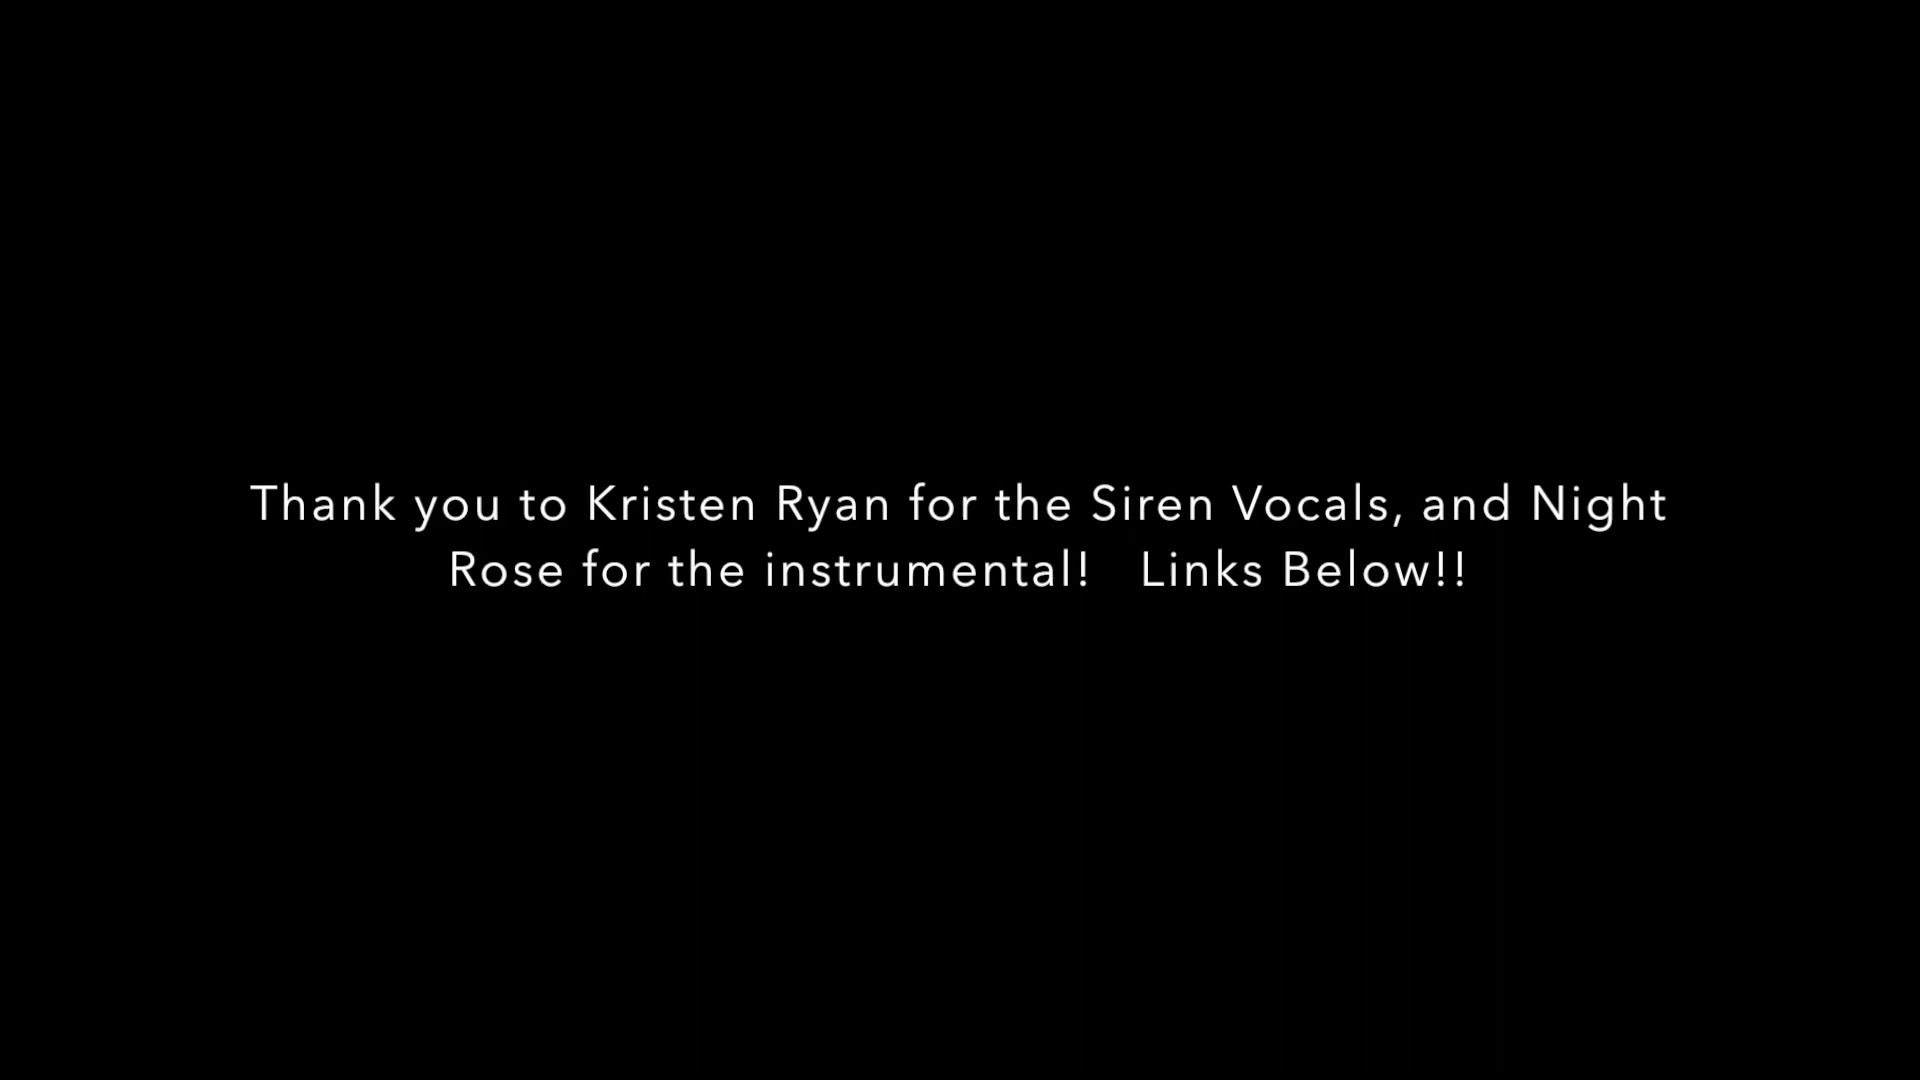 Thank you to Kristen Ryan for the Siren Vocals, and Night
Rose for the instrumental!   Links Below!!